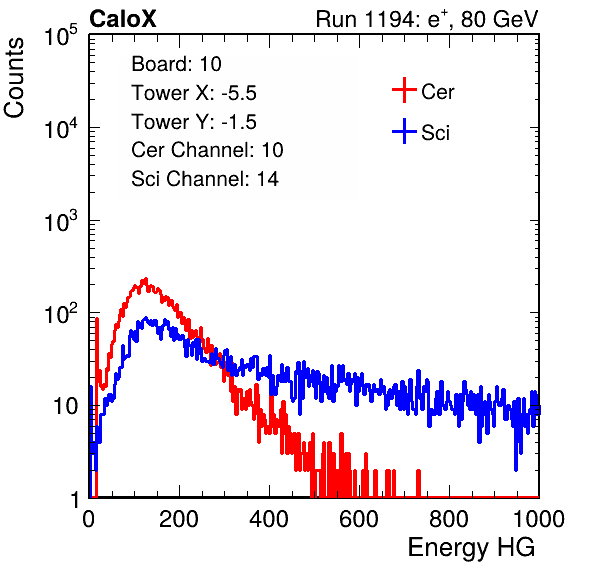 CaloX Run 1194: e⁺, 80 GeV
Counts
10⁵
10⁴
10³
10²
10
1
Board: 10
Tower X: -5.5
Tower Y: -1.5
Cer Channel: 10
Sci Channel: 14
Cer
Sci
0 200 400 600 800 1000
Energy HG